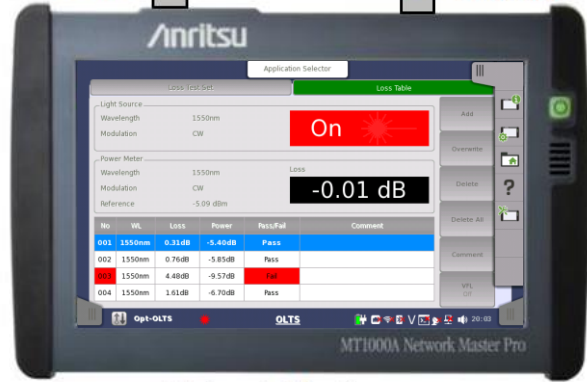 Anritsu
Application Selector
Loss Test Set
Loss Table
Light Source
Wavelength 1550nm
Modulation CW
On
Power Meter
Wavelength 1550nm
Modulation CW
Reference -5.09 dBm
Loss
-0.01 dB
Add
Overwrite
Delete
Delete All
Comment
VFL
Off
?
No WL Loss Power Pass/Fail Comment
001 1550nm 0.31dB -5.40dB Pass
002 1550nm 0.76dB -5.85dB Pass
003 1550nm 4.48dB -9.57dB Fail
004 1550nm 1.61dB -6.70dB Pass
Opt-OLTS
OLTS
V
20:03
MT1000A Network Master Pro